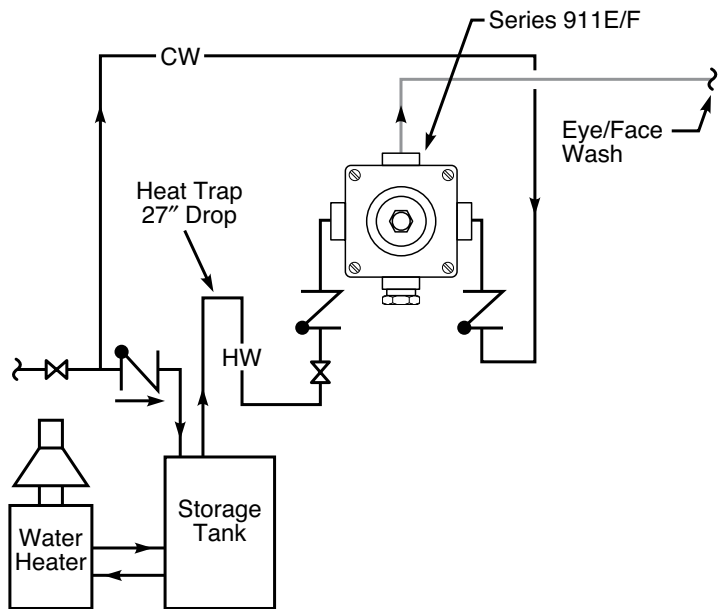 Series 911E/F
CW
Eye/Face
Wash
Heat Trap
27″ Drop
HW
Storage
Tank
Water
Heater